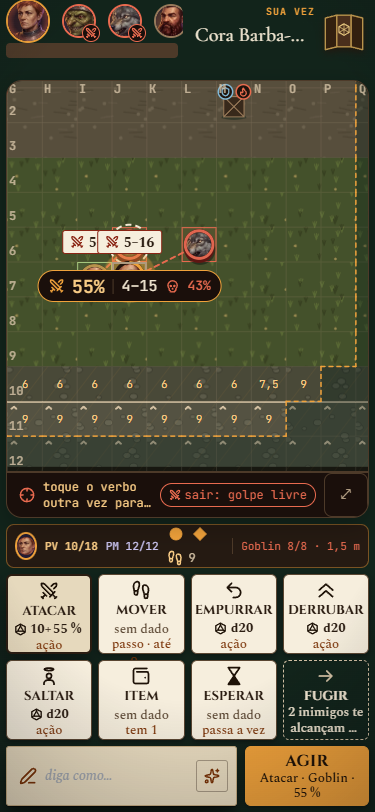 SUA VEZ
Cora Barba-...
G H I J K L N O P Q
2
3
4
5
6
7
8
9
10
11
12
5 5-16
55% 4–15 43%
6 6 6 6 6 6 6 7,5 9
9 9 9 9 9 9 9 9
toque o verbo
outra vez para…
sair: golpe livre
PV 10/18 PM 12/12
9
Goblin 8/8 · 1,5 m
ATACAR
10+55 %
ação
MOVER
sem dado
passo · até
EMPURRAR
d20
ação
DERRUBAR
d20
ação
SALTAR
d20
ação
ITEM
sem dado
tem 1
ESPERAR
sem dado
passa a vez
FUGIR
2 inimigos te
alcançam ...
diga como...
AGIR
Atacar · Goblin ·
55 %